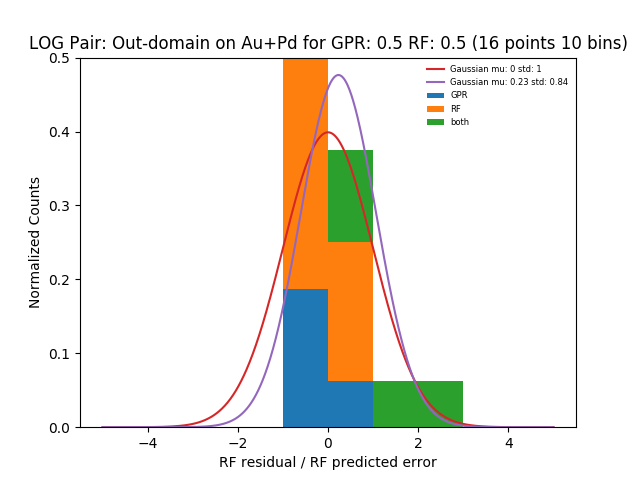 LOG Pair: Out-domain on Au+Pd for GPR: 0.5 RF: 0.5 (16 points 10 bins)
Gaussian mu: 0 std: 1
Gaussian mu: 0.23 std: 0.84
GPR
RF
both
Normalized Counts
0.5
0.4
0.3
0.2
0.1
0.0
−4
−2
0
2
4
RF residual / RF predicted error